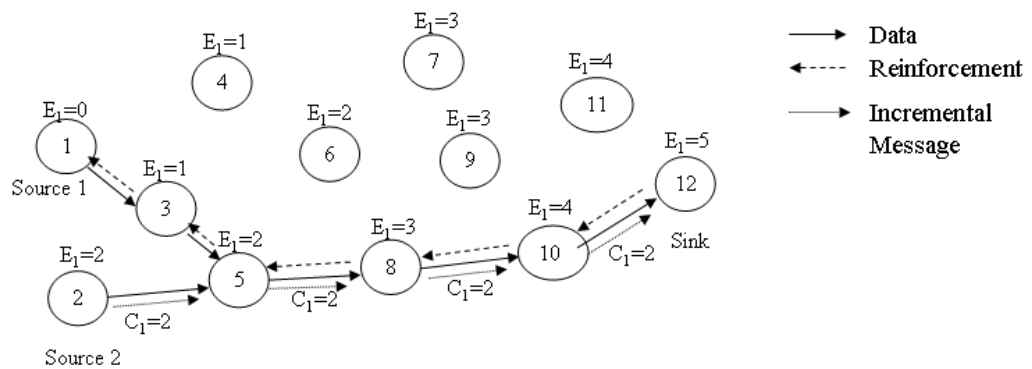 E1=3
E1=1
7
E1=4
4
11
E1=0
E1=2
E1=3
1
6
9
E1=5
Source 1
E1=1
12
3
E1=4
Sink
E1=2
E1=2
E1=3
10
C1=2
2
5
8
C1=2
C1=2
C1=2
Source 2
Data
Reinforcement
Incremental
Message